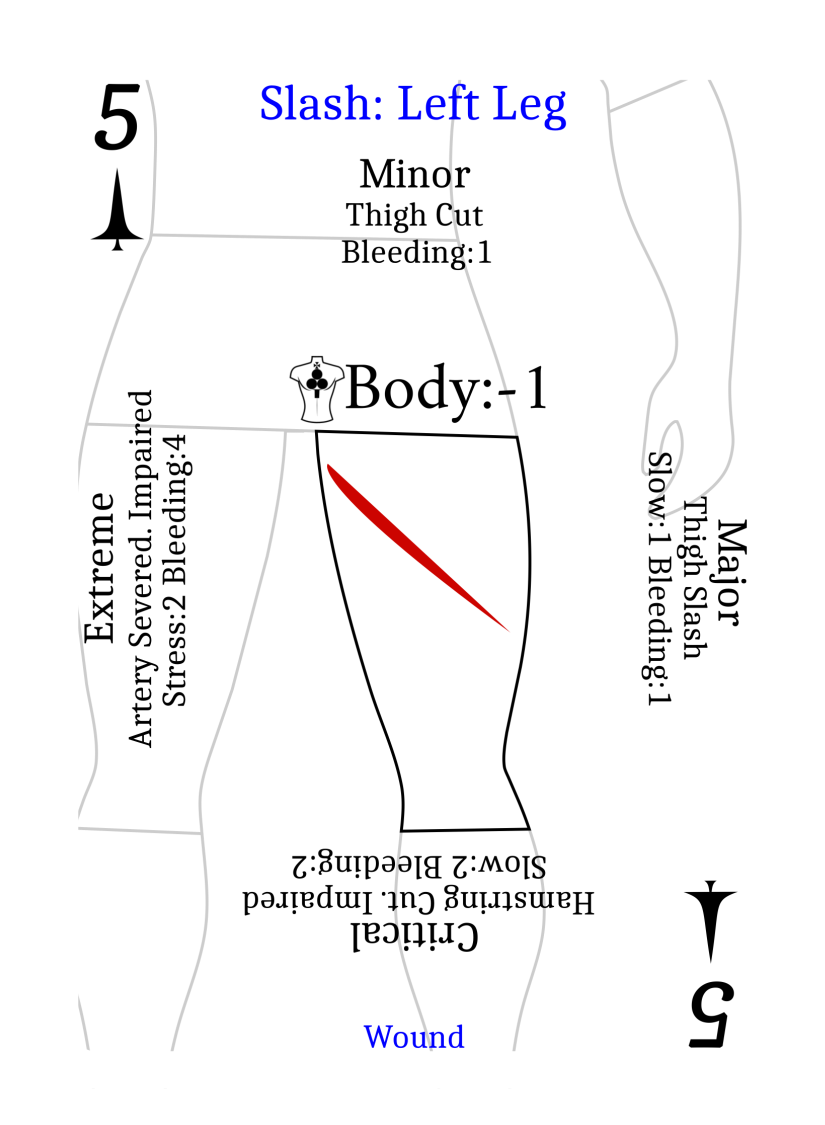 5
Slash: Left Leg
Minor
Thigh Cut
Bleeding:1
Body:-1
Extreme
Artery Severed. Impaired
Stress:2 Bleeding:4
Major
Thigh Slash
Slow:1 Bleeding:1
Critical
Hamstring Cut. Impaired
Slow:2 Bleeding:2
Wound
5